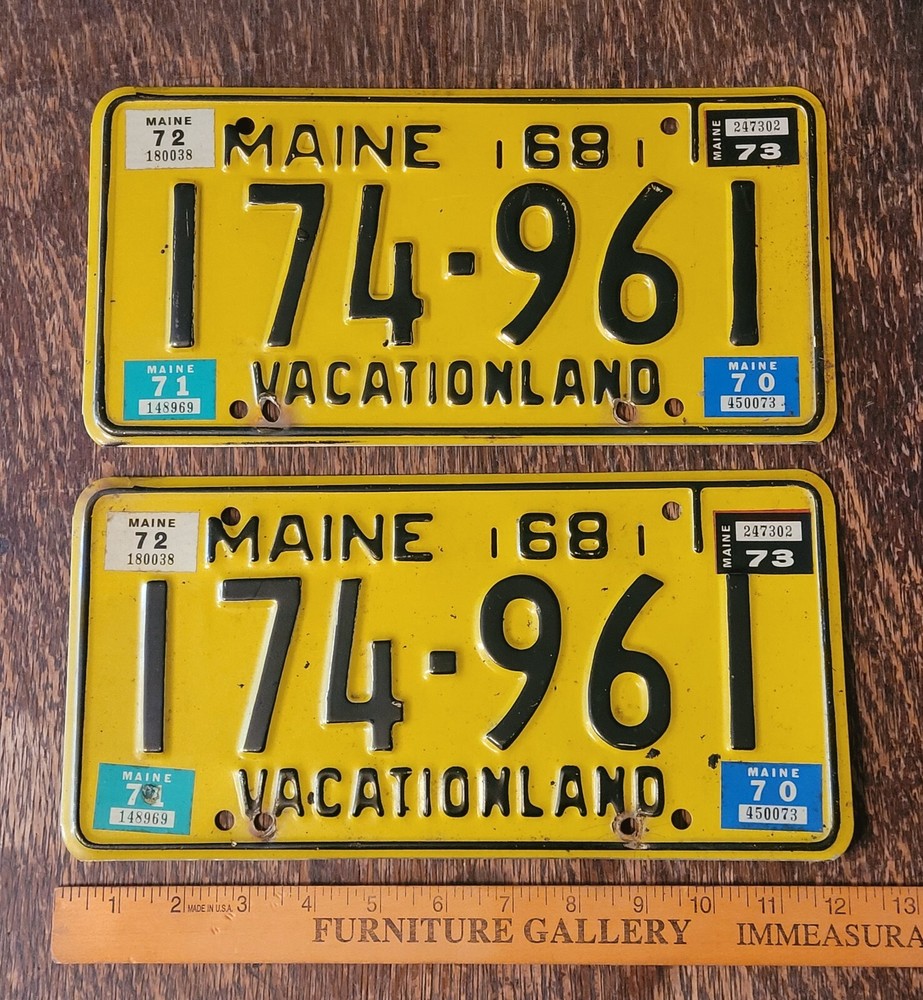 MAINE
72
180038
MAINE 68
MAINE
247302
73
174-961
MAINE
71
148969
VACATIONLAND
MAINE
70
450073
MAINE
72
180038
MAINE 68
MAINE
247302
73
174-961
MAINE
71
148969
VACATIONLAND
MAINE
70
450073
1 2 MADE IN U.S.A. 3 4 5 6 7 8 9 10 11 12 13
FURNITURE GALLERY IMMEASURA